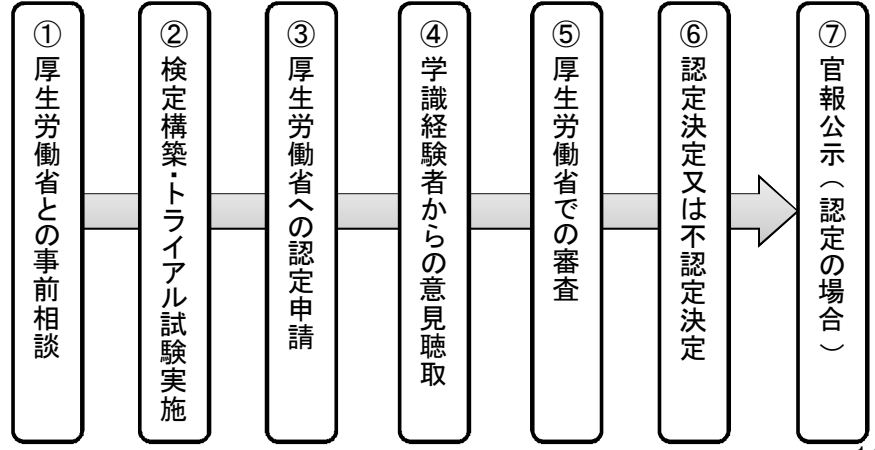 ①厚生労働省との事前相談
②検定構築・トライアル試験実施
③厚生労働省への認定申請
④学識経験者からの意見聴取
⑤厚生労働省での審査
⑥認定決定又は不認定決定
⑦官報公示（認定の場合）